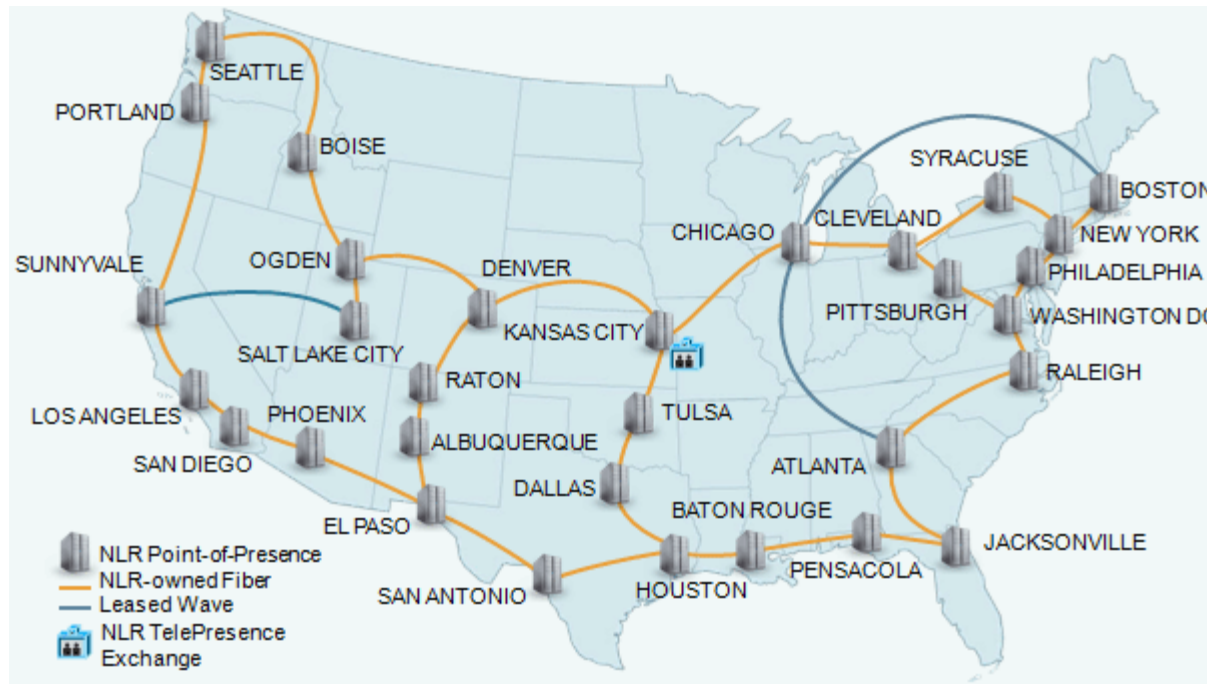 SEATTLE
PORTLAND
BOISE
SYRACUSE
BOSTON
CHICAGO
CLEVELAND
NEW YORK
OGDEN
DENVER
SUNNYVALE
PHILADELPHIA
PITTSBURGH
WASHINGTON DC
KANSAS CITY
SALT LAKE CITY
RALEIGH
RATON
LOS ANGELES
PHOENIX
TULSA
ALBUQUERQUE
SAN DIEGO
ATLANTA
DALLAS
BATON ROUGE
EL PASO
JACKSONVILLE
PENSACOLA
HOUSTON
SAN ANTONIO
NLR Point-of-Presence
NLR-owned Fiber
Leased Wave
NLR TelePresence
Exchange